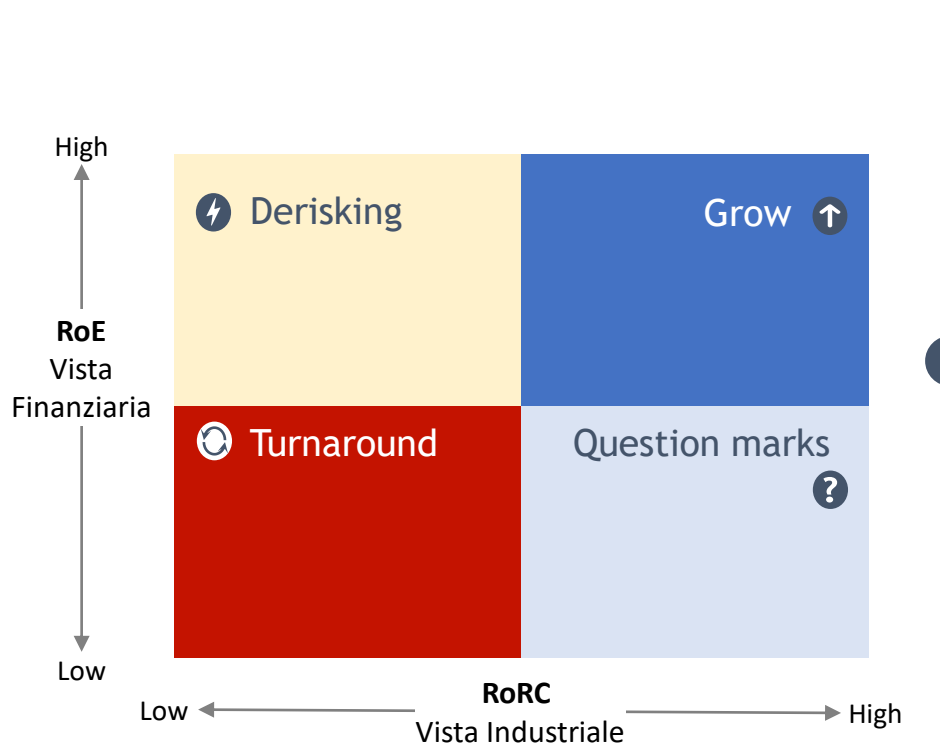 High
Derisking
Grow
RoE
Vista
Finanziaria
Turnaround
Question marks
?
Low
Low
RoRC
High
Vista Industriale